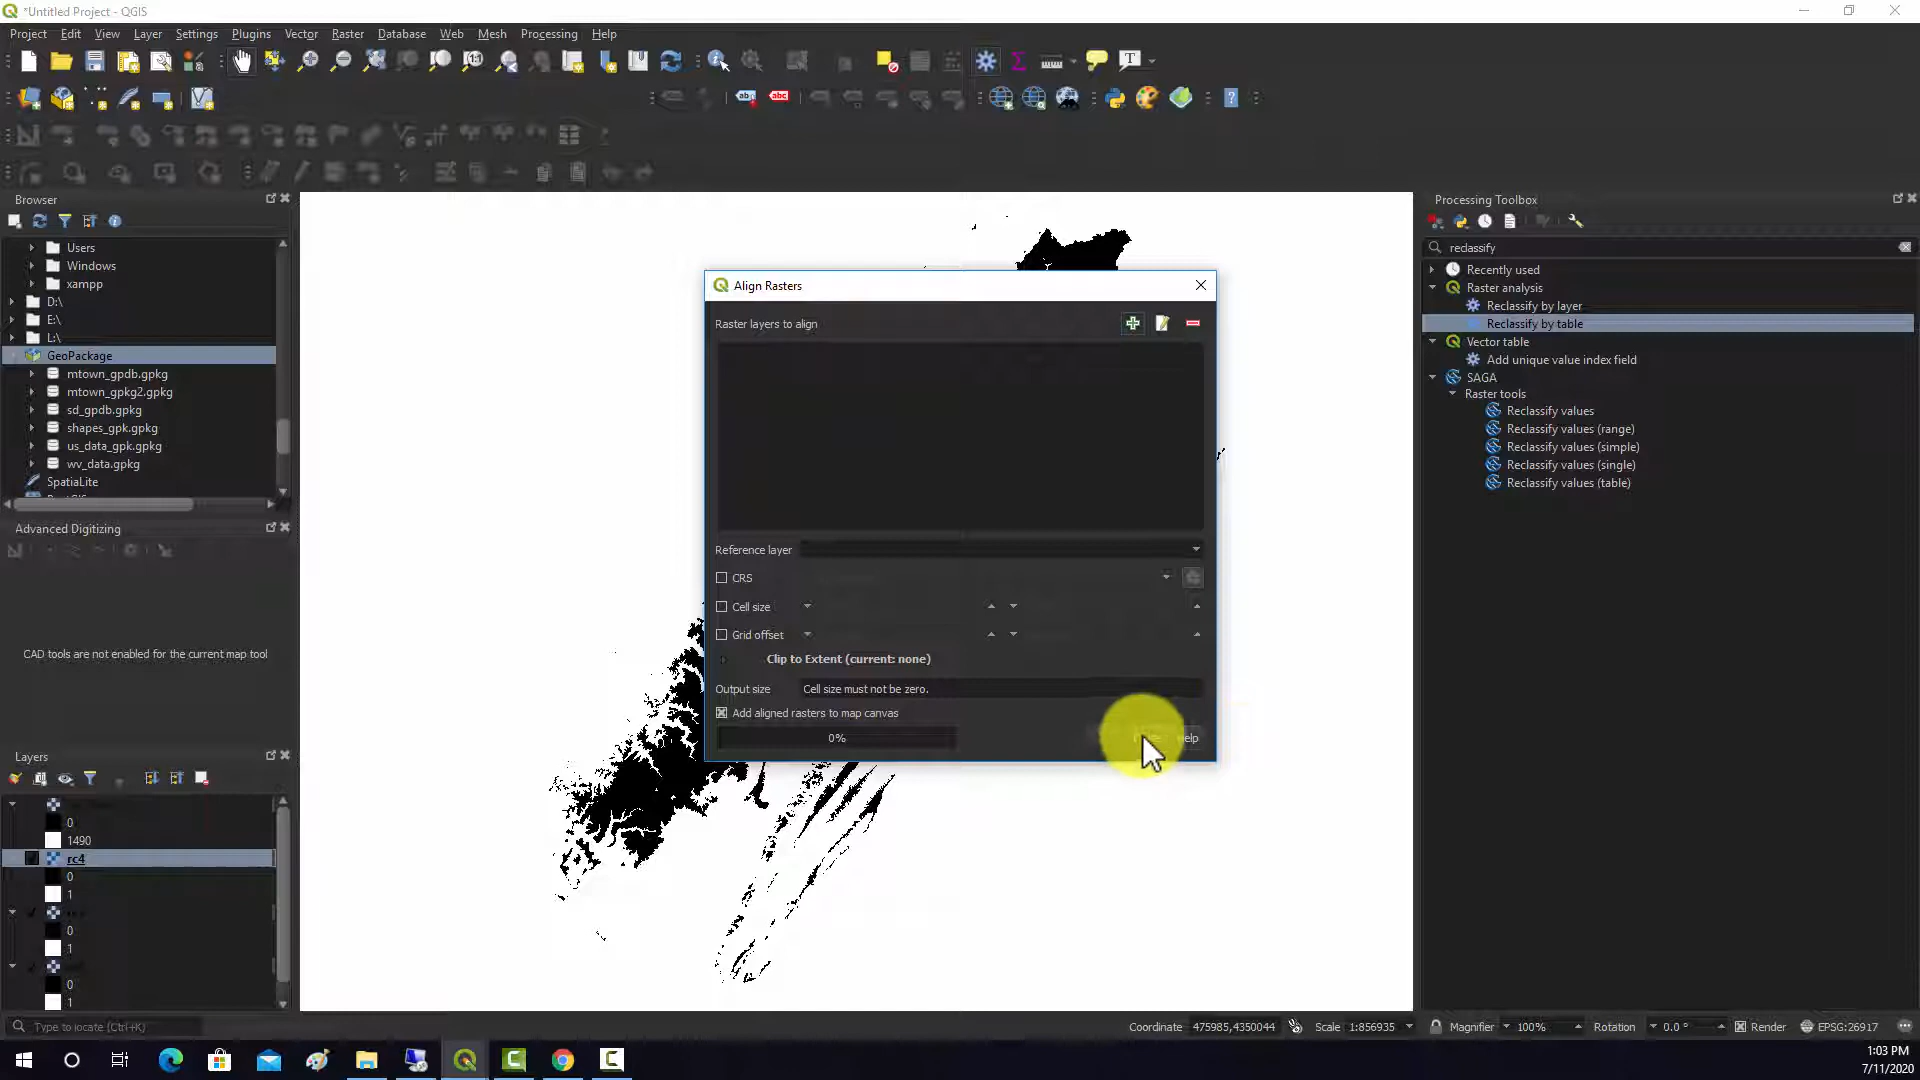 *Untitled Project - QGIS
Project Edit View Layer Settings Plugins Vector Raster Database Web Mesh Processing Help
Browser
Users
Windows
xampp
D:\
E:\
L:\
GeoPackage
mtown_gpdb.gpkg
mtown_gpkg2.gpkg
sd_gpdb.gpkg
shapes_gpk.gpkg
us_data_gpk.gpkg
wv_data.gpkg
SpatiaLite
Advanced Digitizing
CAD tools are not enabled for the current map tool
Layers
0
1490
rc4
0
1
0
1
0
1
Type to locate (Ctrl+K)
Align Rasters
Raster layers to align
Reference layer
CRS
Cell size
Grid offset
Clip to Extent (current: none)
Output size Cell size must not be zero.
Add aligned rasters to map canvas
0%
Processing Toolbox
reclassify
Recently used
Raster analysis
Reclassify by layer
Reclassify by table
Vector table
Add unique value index field
SAGA
Raster tools
Reclassify values
Reclassify values (range)
Reclassify values (simple)
Reclassify values (single)
Reclassify values (table)
Coordinate 475985,4350044 Scale 1:856935 Magnifier 100% Rotation 0.0 ° Render EPSG:26917
1:03 PM
7/11/2020